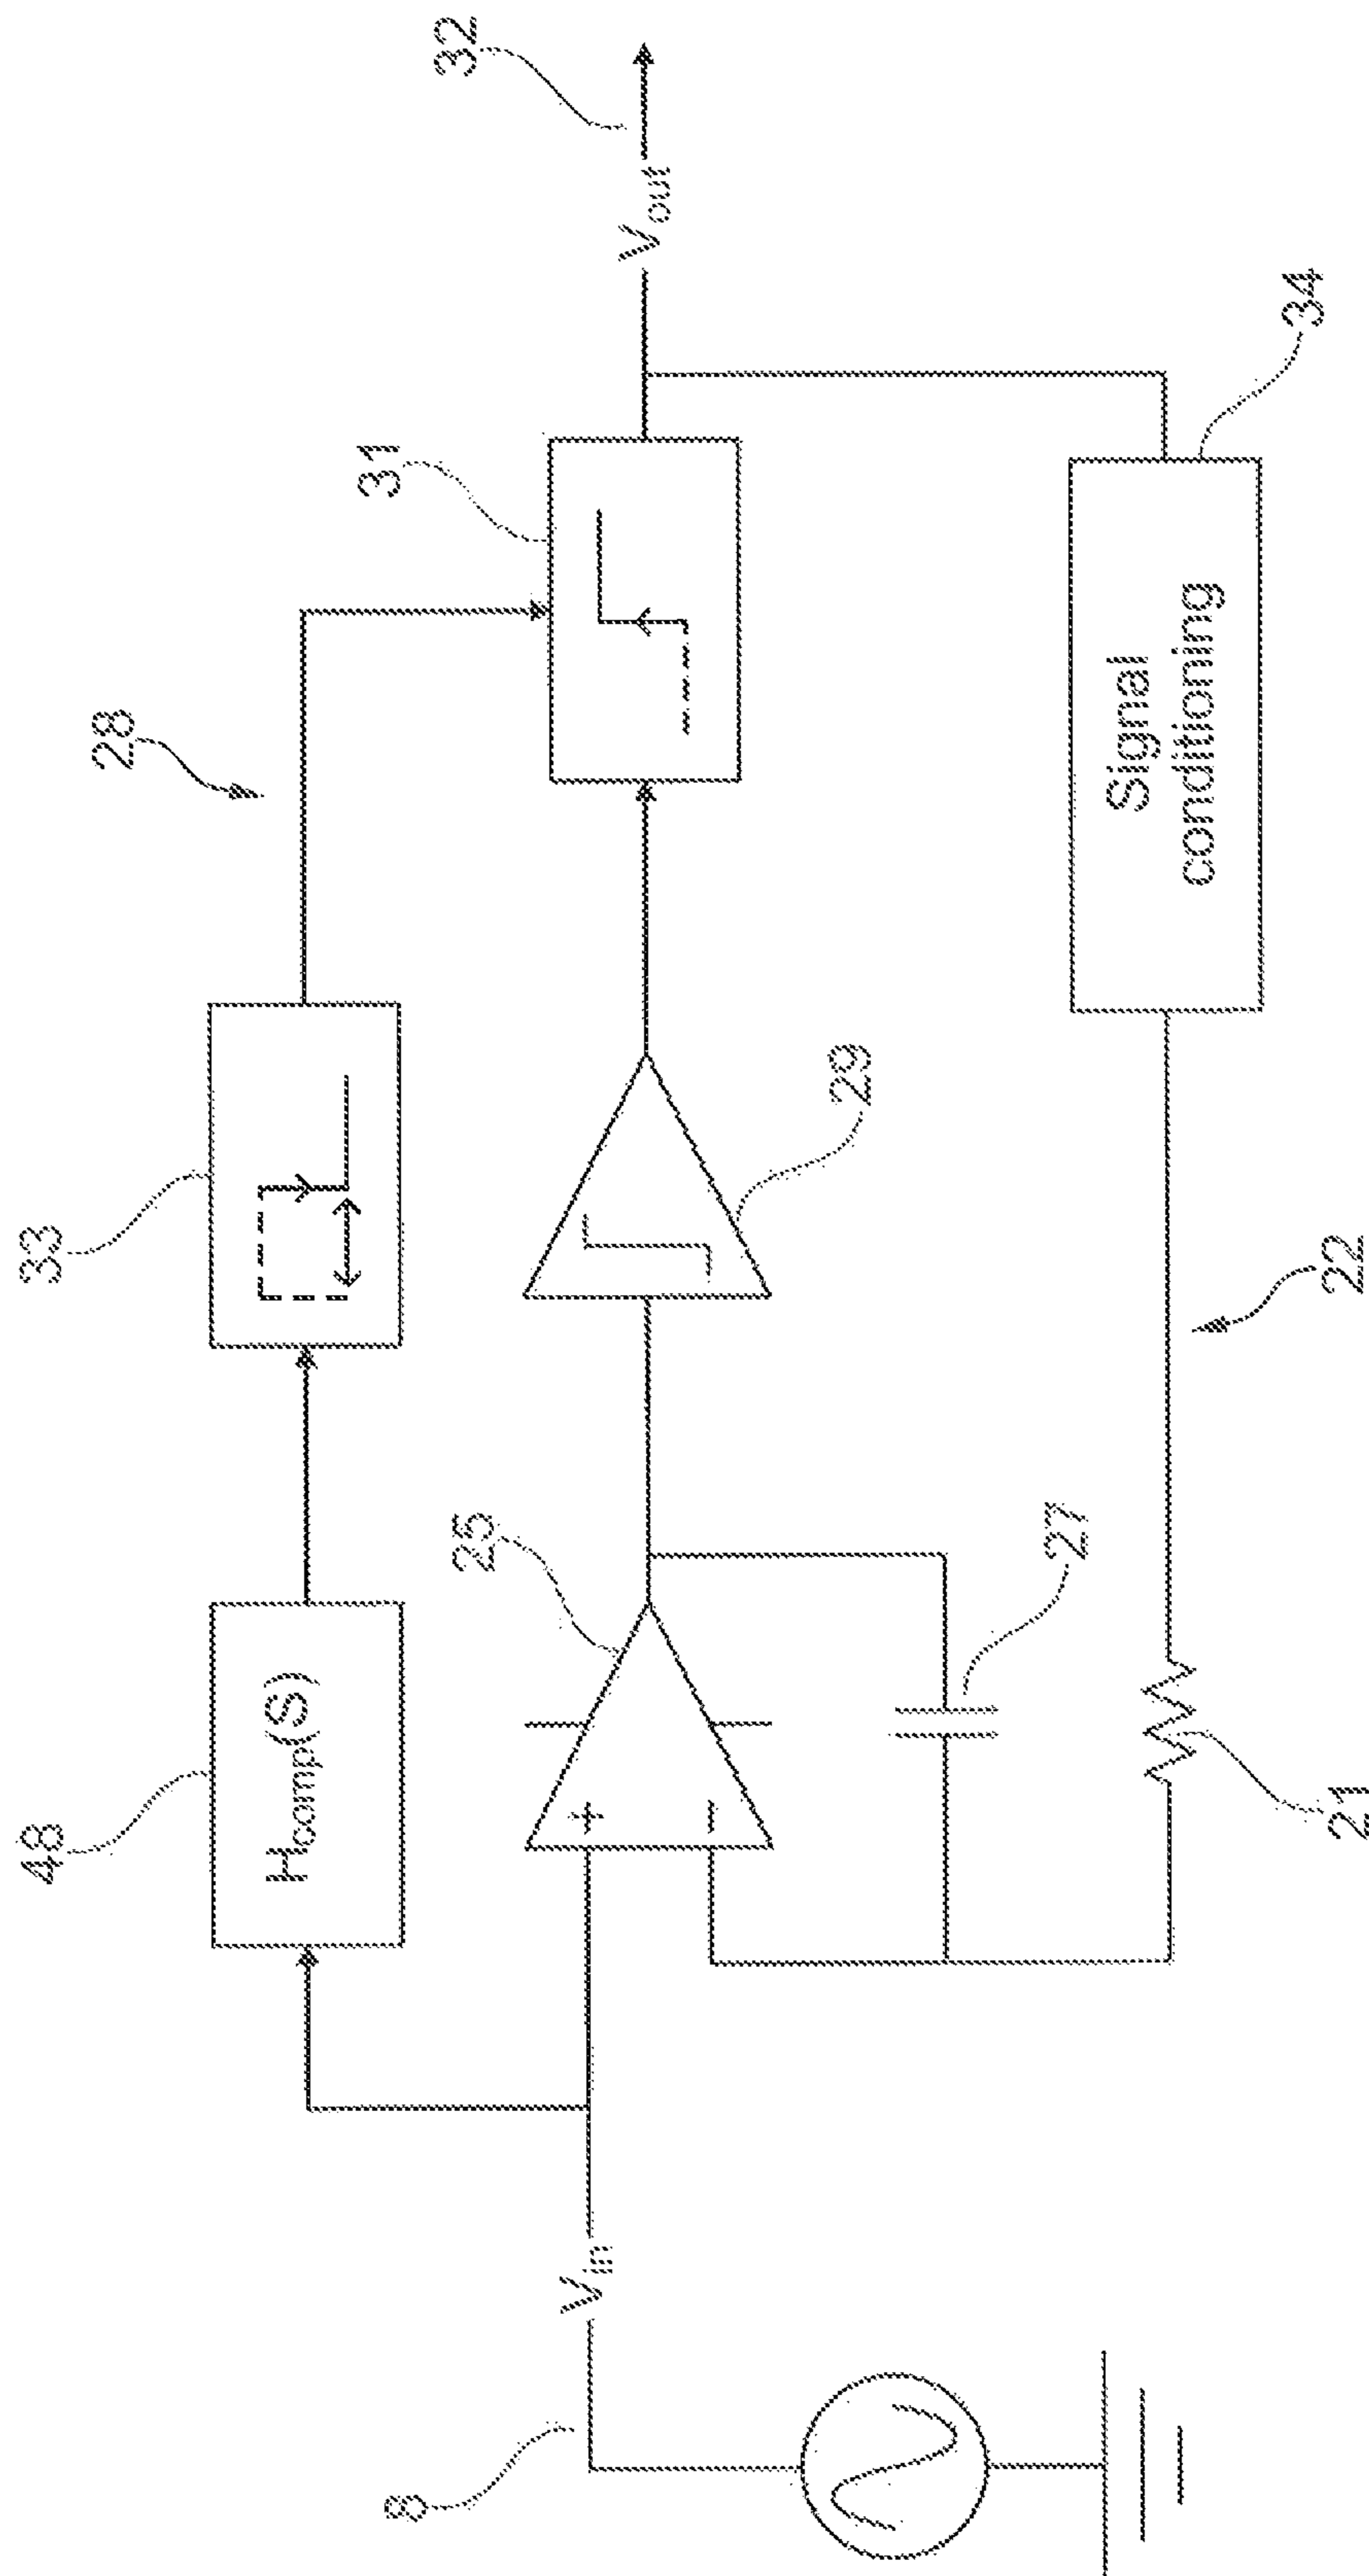 48
H_comp(S)
33
28
31
32
V_out
8
V_in
+
−
25
29
27
21
22
Signal
conditioning
34